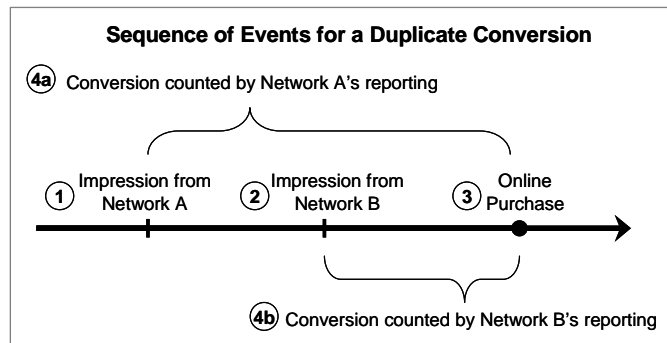 Sequence of Events for a Duplicate Conversion
4a Conversion counted by Network A's reporting
1 Impression from
Network A
2 Impression from
Network B
3 Online
Purchase
4b Conversion counted by Network B's reporting